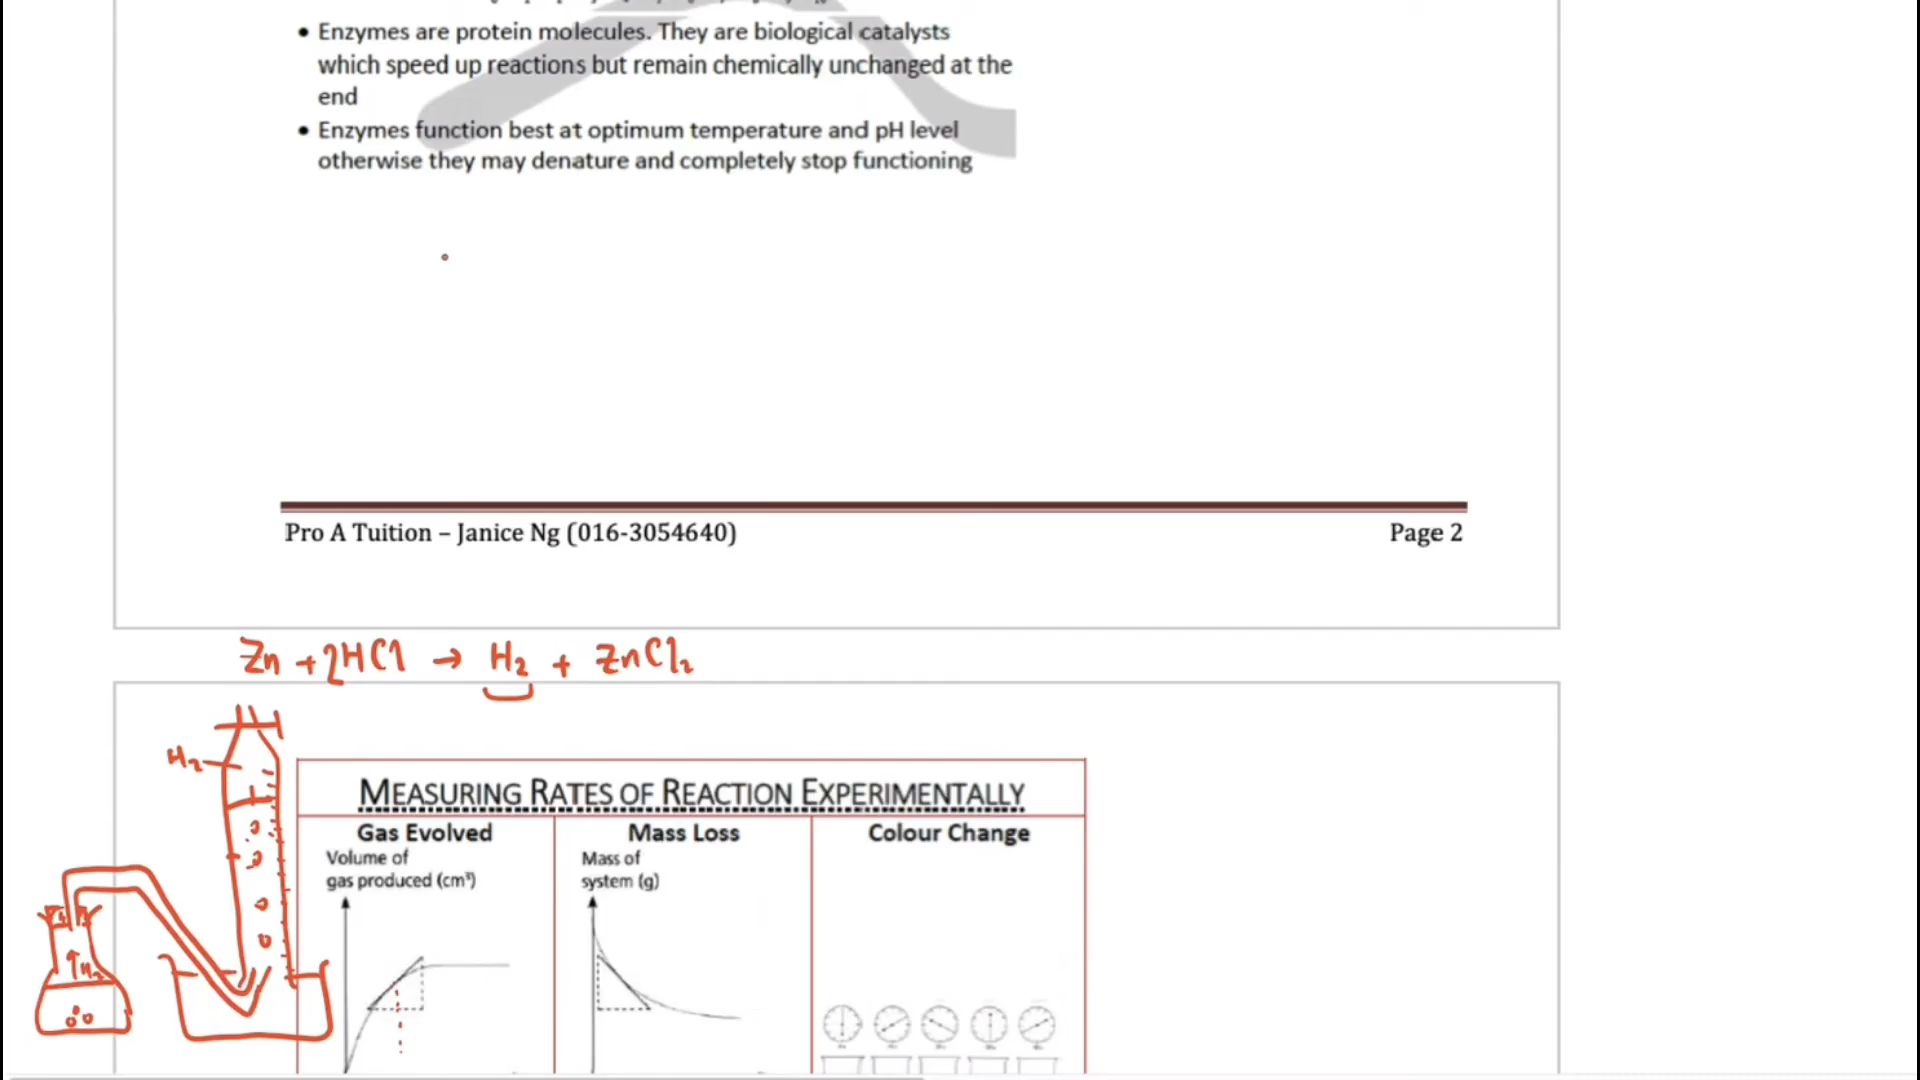 • Enzymes are protein molecules. They are biological catalysts
which speed up reactions but remain chemically unchanged at the
end
• Enzymes function best at optimum temperature and pH level
otherwise they may denature and completely stop functioning
Pro A Tuition – Janice Ng (016-3054640)
Page 2
Zn + 2HCl → H₂ + ZnCl₂
H₂
MEASURING RATES OF REACTION EXPERIMENTALLY
Gas Evolved
Mass Loss
Colour Change
Volume of
gas produced (cm³)
Mass of
system (g)